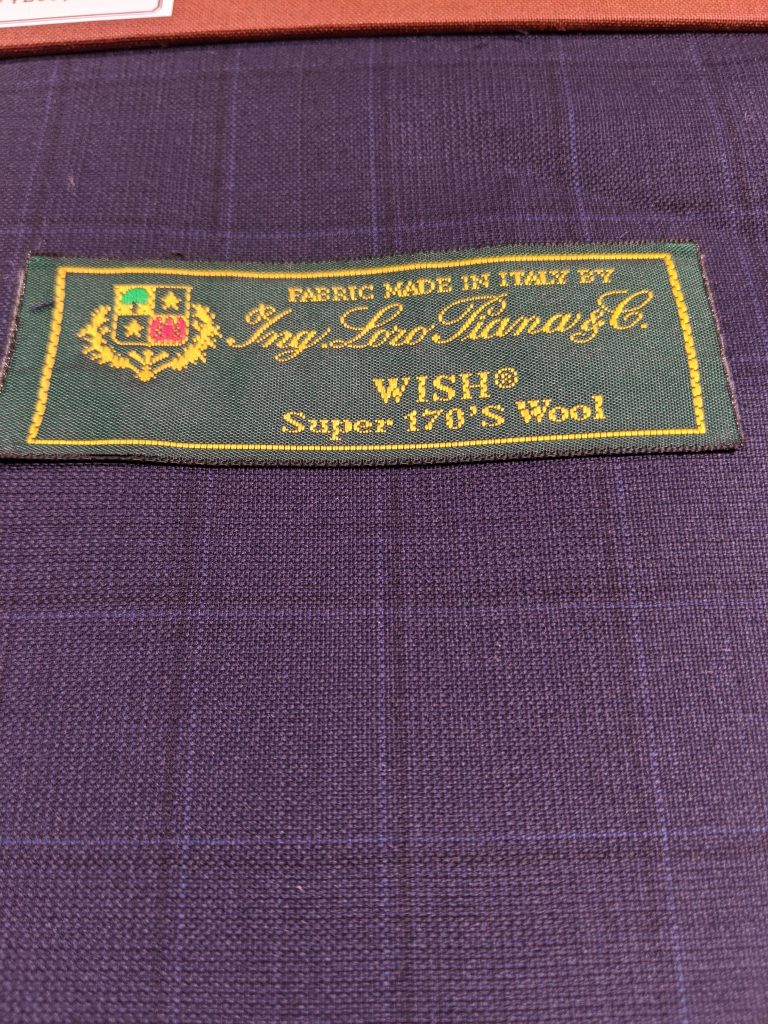 FABRIC MADE IN ITALY BY
Ing. Loro Piana & C.
WISH®
Super 170'S Wool